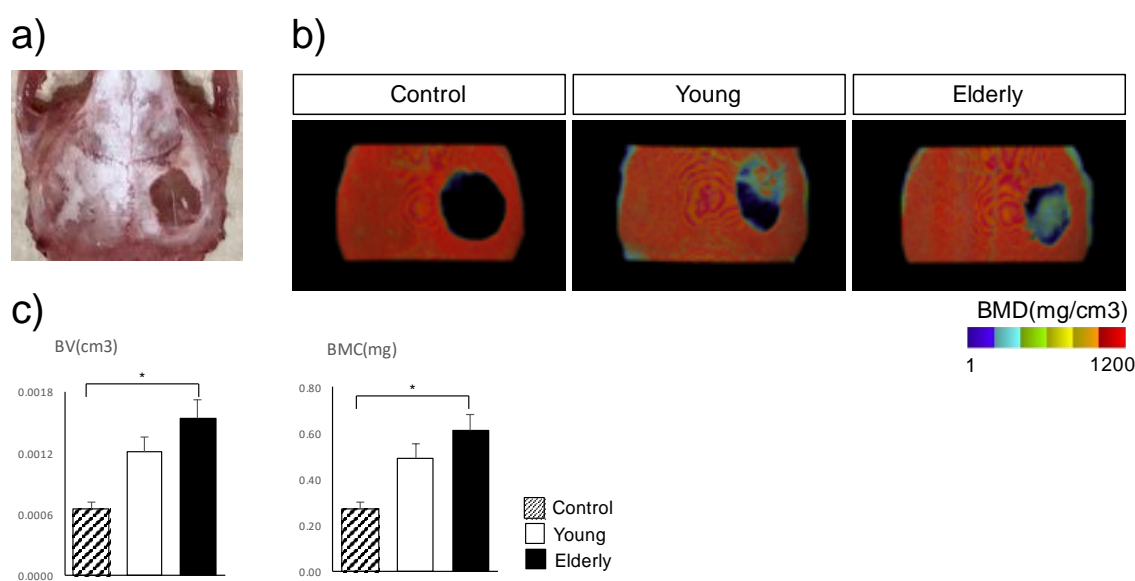 a)
b)
Control Young Elderly
BMD(mg/cm3)
1 1200
c)
BV(cm3)
*
0.0018
0.0012
0.0006
0.0000
BMC(mg)
*
0.80
0.60
0.40
0.20
0.00
Control
Young
Elderly